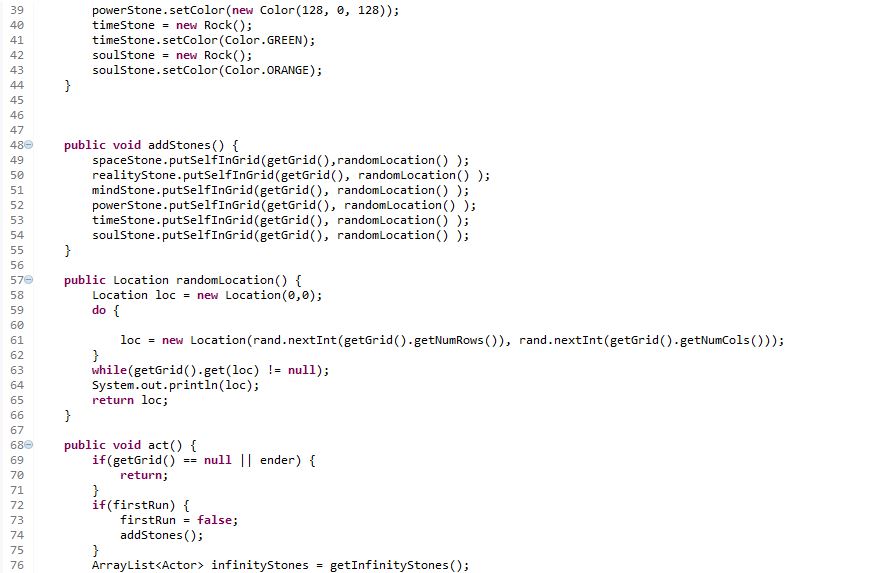 39 powerStone.setColor(new Color(128, 0, 128));
40 timeStone = new Rock();
41 timeStone.setColor(Color.GREEN);
42 soulStone = new Rock();
43 soulStone.setColor(Color.ORANGE);
44 }
45
46
47
48 public void addStones() {
49 spaceStone.putSelfInGrid(getGrid(),randomLocation() );
50 realityStone.putSelfInGrid(getGrid(), randomLocation() );
51 mindStone.putSelfInGrid(getGrid(), randomLocation() );
52 powerStone.putSelfInGrid(getGrid(), randomLocation() );
53 timeStone.putSelfInGrid(getGrid(), randomLocation() );
54 soulStone.putSelfInGrid(getGrid(), randomLocation() );
55 }
56
57 public Location randomLocation() {
58 Location loc = new Location(0,0);
59 do {
60
61 loc = new Location(rand.nextInt(getGrid().getNumRows()), rand.nextInt(getGrid().getNumCols()));
62 }
63 while(getGrid().get(loc) != null);
64 System.out.println(loc);
65 return loc;
66 }
67
68 public void act() {
69 if(getGrid() == null || ender) {
70 return;
71 }
72 if(firstRun) {
73 firstRun = false;
74 addStones();
75 }
76 ArrayList<Actor> infinityStones = getInfinityStones();